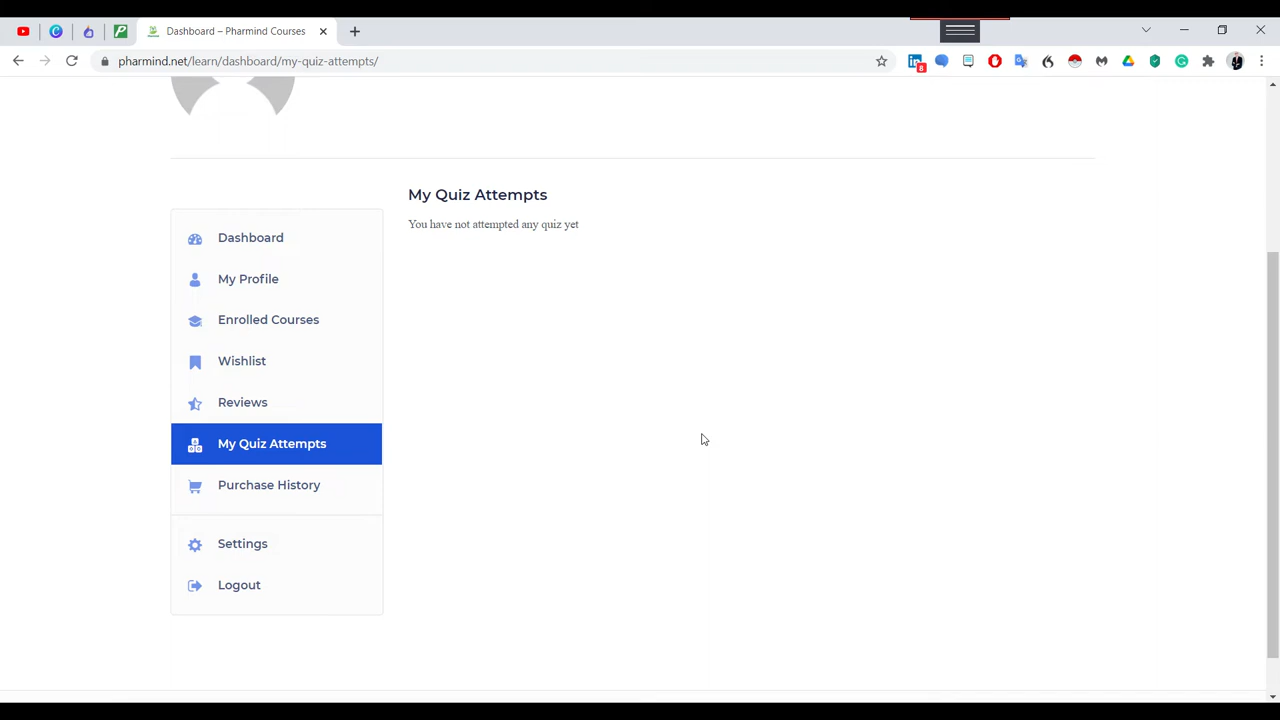 Dashboard – Pharmind Courses
pharmind.net/learn/dashboard/my-quiz-attempts/
8
My Quiz Attempts
You have not attempted any quiz yet
Dashboard
My Profile
Enrolled Courses
Wishlist
Reviews
My Quiz Attempts
Purchase History
Settings
Logout